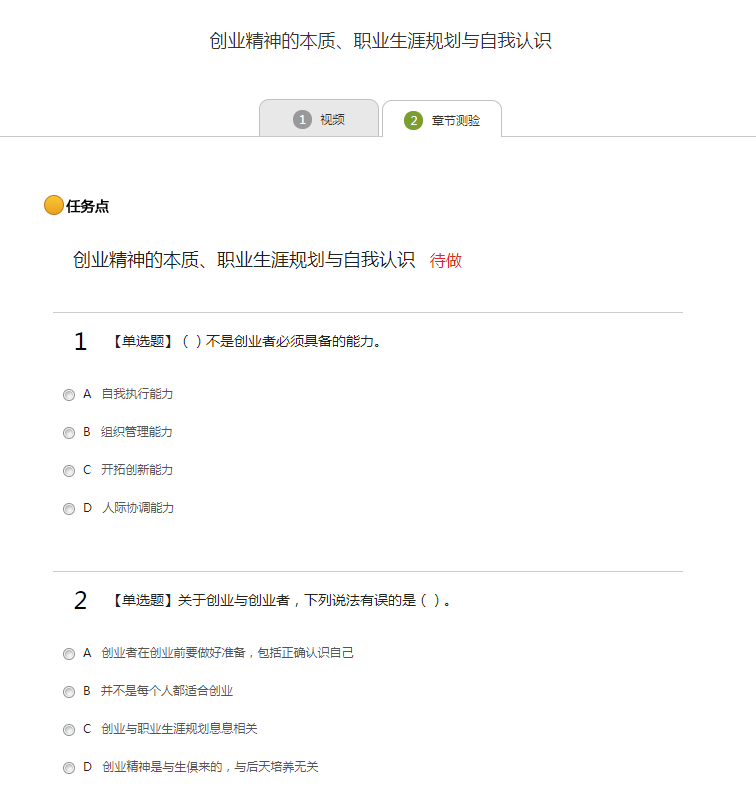 创业精神的本质、职业生涯规划与自我认识
1 视频 2 章节测验
任务点
创业精神的本质、职业生涯规划与自我认识 待做
1 【单选题】（ ）不是创业者必须具备的能力。
A 自我执行能力
B 组织管理能力
C 开拓创新能力
D 人际协调能力
2 【单选题】关于创业与创业者，下列说法有误的是（ ）。
A 创业者在创业前要做好准备，包括正确认识自己
B 并不是每个人都适合创业
C 创业与职业生涯规划息息相关
D 创业精神是与生俱来的，与后天培养无关